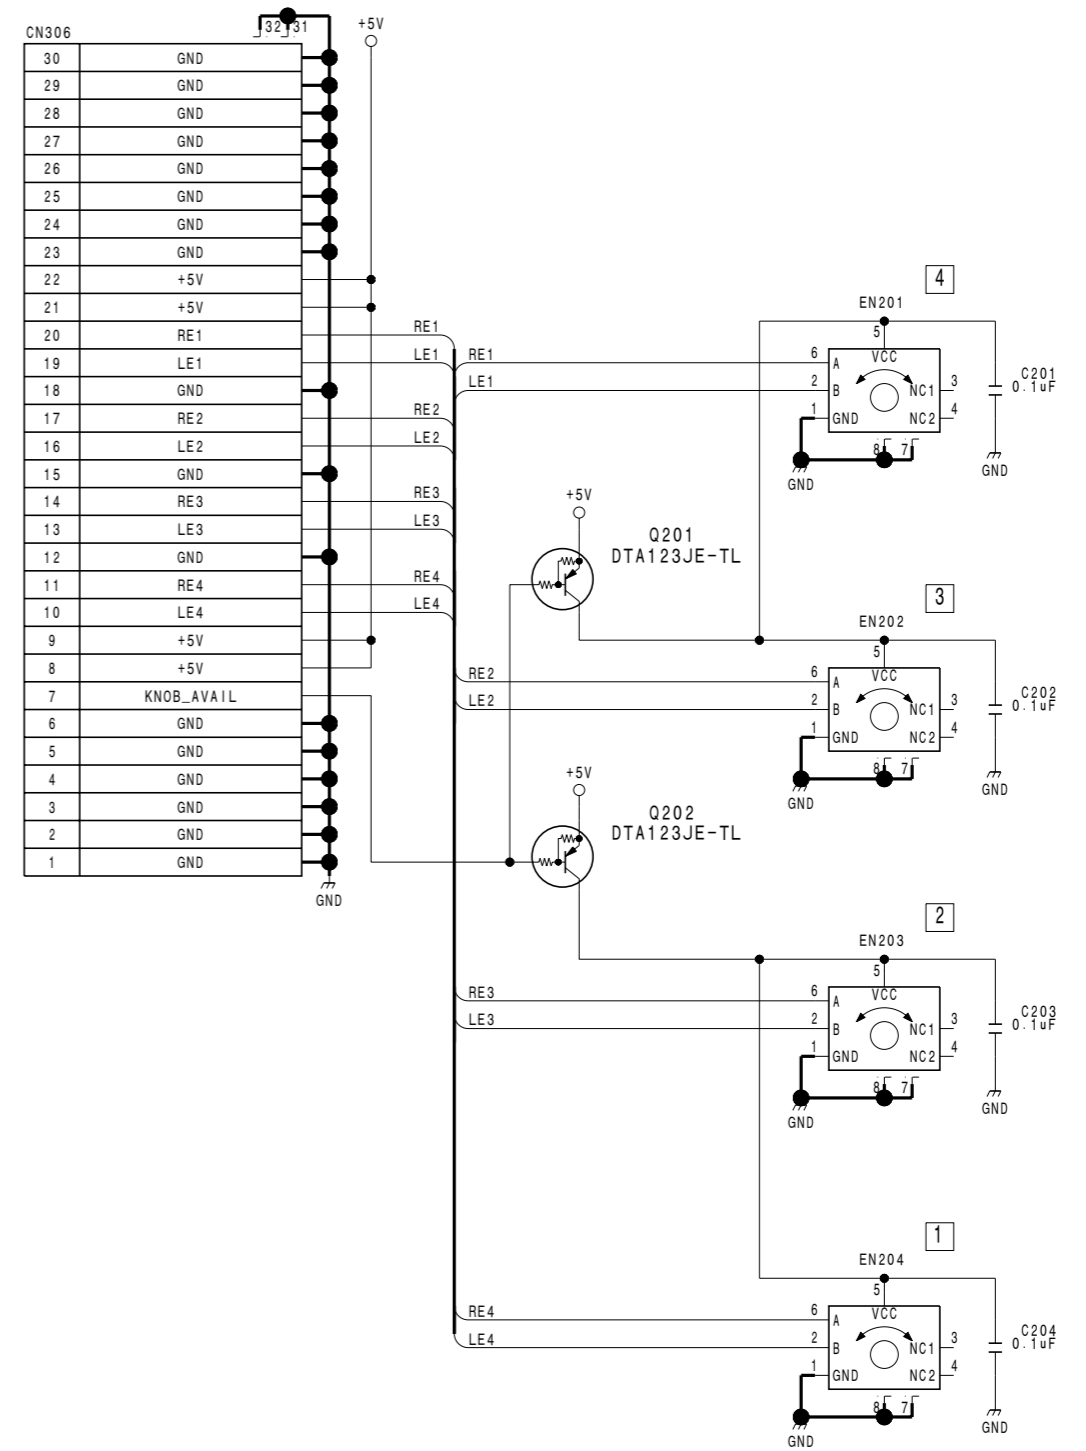 CN306
32 31
+5V
30 GND
29 GND
28 GND
27 GND
26 GND
25 GND
24 GND
23 GND
22 +5V
21 +5V
20 RE1
19 LE1
18 GND
17 RE2
16 LE2
15 GND
14 RE3
13 LE3
12 GND
11 RE4
10 LE4
9 +5V
8 +5V
7 KNOB_AVAIL
6 GND
5 GND
4 GND
3 GND
2 GND
1 GND
GND
RE1
LE1
RE2
LE2
RE3
LE3
RE4
LE4
4
EN201
5
RE1 6 A VCC
LE1 2 B NC1 3
1 GND NC2 4
8 7
GND
C201
0.1uF
GND
+5V
Q201
DTA123JE-TL
3
EN202
5
RE2 6 A VCC
LE2 2 B NC1 3
1 GND NC2 4
8 7
GND
C202
0.1uF
GND
+5V
Q202
DTA123JE-TL
2
EN203
5
RE3 6 A VCC
LE3 2 B NC1 3
1 GND NC2 4
8 7
GND
C203
0.1uF
GND
1
EN204
5
RE4 6 A VCC
LE4 2 B NC1 3
1 GND NC2 4
8 7
GND
C204
0.1uF
GND